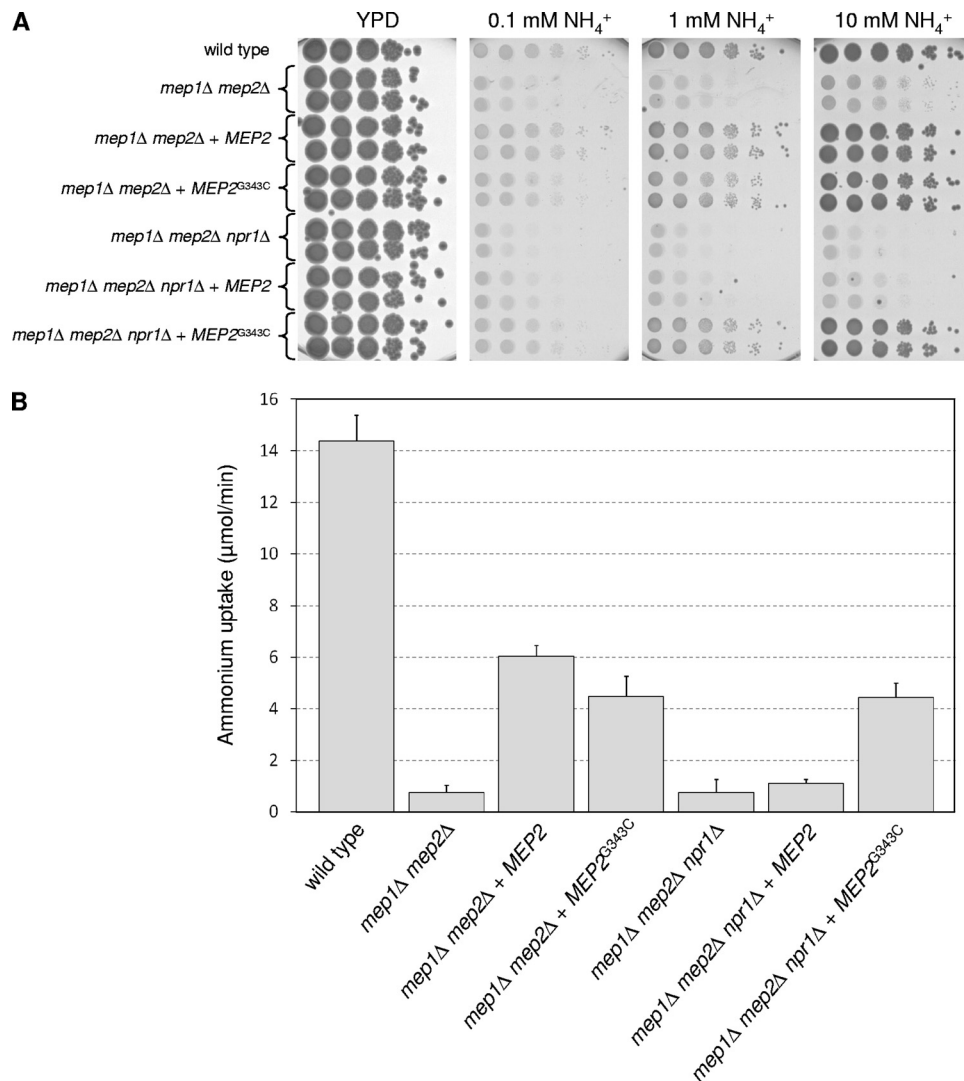 A
YPD 0.1 mM NH₄⁺ 1 mM NH₄⁺ 10 mM NH₄⁺
wild type
mep1Δ mep2Δ
mep1Δ mep2Δ + MEP2
mep1Δ mep2Δ + MEP2ᴳ³⁴³ᶜ
mep1Δ mep2Δ npr1Δ
mep1Δ mep2Δ npr1Δ + MEP2
mep1Δ mep2Δ npr1Δ + MEP2ᴳ³⁴³ᶜ
B
Ammonium uptake (µmol/min)
16
14
12
10
8
6
4
2
0
wild type
mep1Δ mep2Δ
mep1Δ mep2Δ + MEP2
mep1Δ mep2Δ + MEP2ᴳ³⁴³ᶜ
mep1Δ mep2Δ npr1Δ
mep1Δ mep2Δ npr1Δ + MEP2
mep1Δ mep2Δ npr1Δ + MEP2ᴳ³⁴³ᶜ